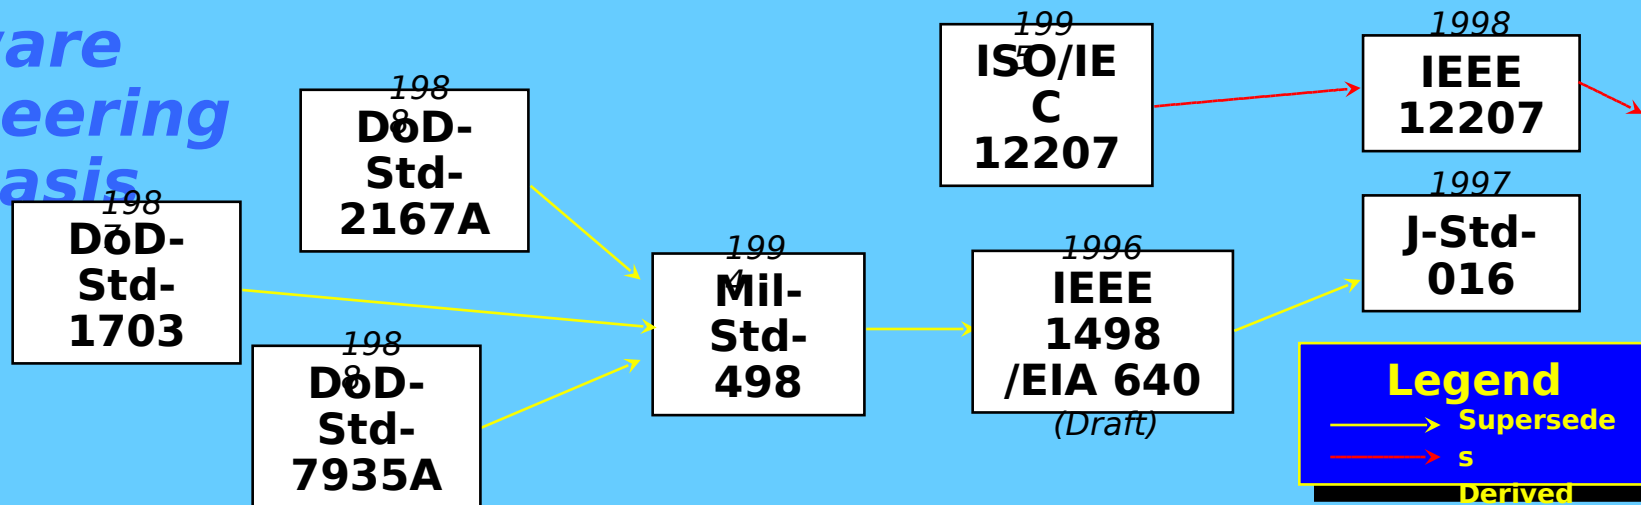 ware
eering
asis
198
7
DoD-
Std-
1703
198
8
DoD-
Std-
2167A
198
8
DoD-
Std-
7935A
199
4
Mil-
Std-
498
199
5
ISO/IE
C
12207
1996
IEEE
1498
/EIA 640
(Draft)
1998
IEEE
12207
1997
J-Std-
016
Legend
Supersede
s
Derived